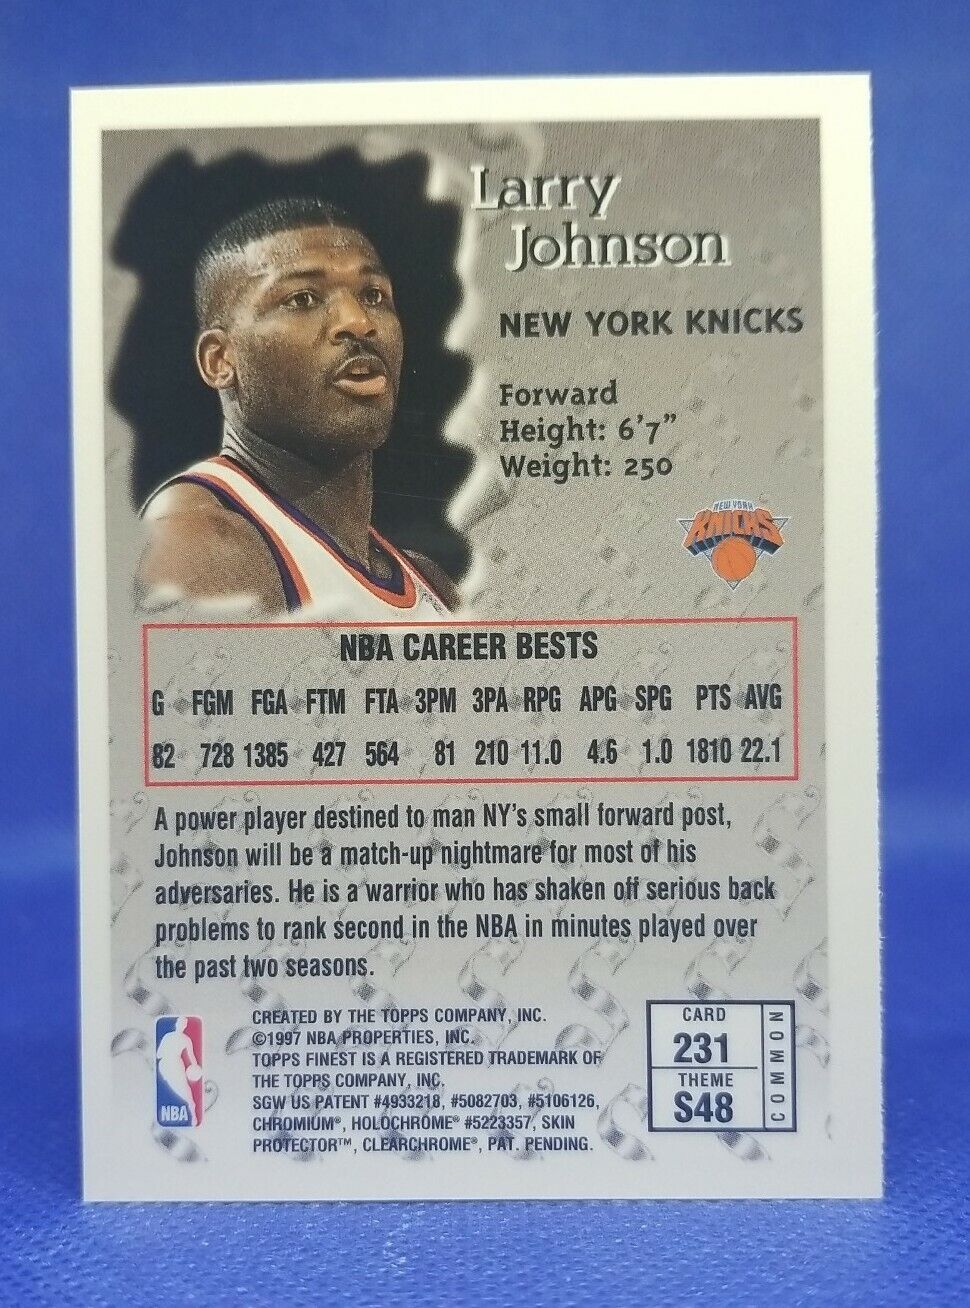 Larry
Johnson
NEW YORK KNICKS
Forward
Height: 6'7"
Weight: 250
NEW YORK
KNICKS
NBA CAREER BESTS
G FGM FGA FTM FTA 3PM 3PA RPG APG SPG PTS AVG
82 728 1385 427 564 81 210 11.0 4.6 1.0 1810 22.1
A power player destined to man NY's small forward post,
Johnson will be a match-up nightmare for most of his
adversaries. He is a warrior who has shaken off serious back
problems to rank second in the NBA in minutes played over
the past two seasons.
NBA
CREATED BY THE TOPPS COMPANY, INC.
©1997 NBA PROPERTIES, INC.
TOPPS FINEST IS A REGISTERED TRADEMARK OF
THE TOPPS COMPANY, INC.
SGW US PATENT #4933218, #5082703, #5106126,
CHROMIUM®, HOLOCHROME® #5223357, SKIN
PROTECTOR™, CLEARCHROME®, PAT. PENDING.
CARD
231
THEME
S48
COMMON